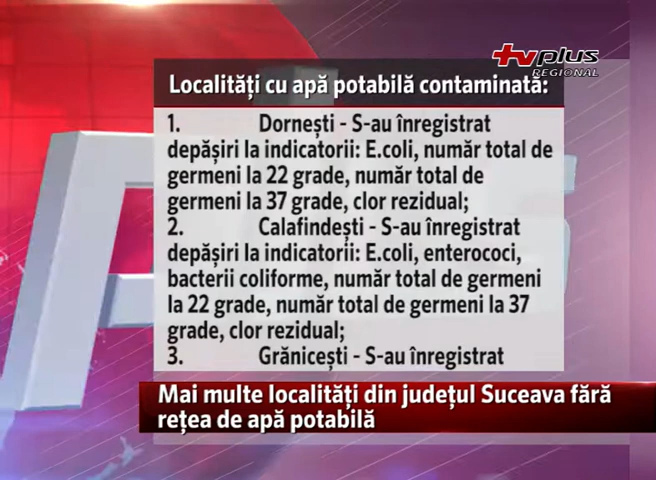 tvplus
REGIONAL
Localități cu apă potabilă contaminată:
1. Dornești - S-au înregistrat
depășiri la indicatorii: E.coli, număr total de
germeni la 22 grade, număr total de
germeni la 37 grade, clor rezidual;
2. Calafindești - S-au înregistrat
depășiri la indicatorii: E.coli, enterococi,
bacterii coliforme, număr total de germeni
la 22 grade, număr total de germeni la 37
grade, clor rezidual;
3. Grănicești - S-au înregistrat
Mai multe localități din județul Suceava fără
rețea de apă potabilă